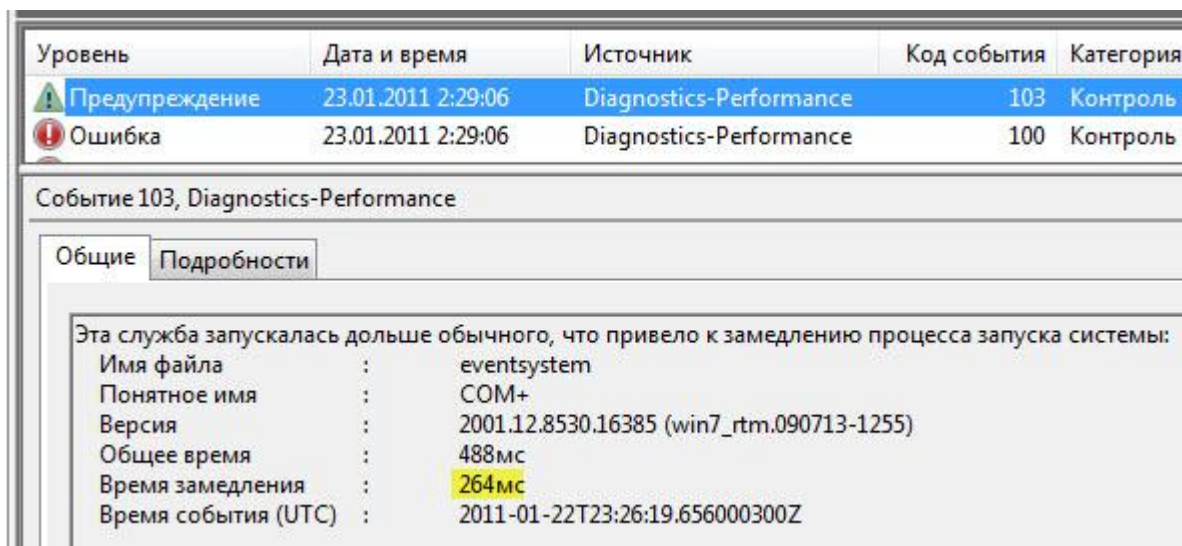 Уровень Дата и время Источник Код события Категория
Предупреждение 23.01.2011 2:29:06 Diagnostics-Performance 103 Контроль
Ошибка 23.01.2011 2:29:06 Diagnostics-Performance 100 Контроль
Событие 103, Diagnostics-Performance
Общие Подробности
Эта служба запускалась дольше обычного, что привело к замедлению процесса запуска системы:
Имя файла : eventsystem
Понятное имя : COM+
Версия : 2001.12.8530.16385 (win7_rtm.090713-1255)
Общее время : 488мс
Время замедления : 264мс
Время события (UTC) : 2011-01-22T23:26:19.656000300Z